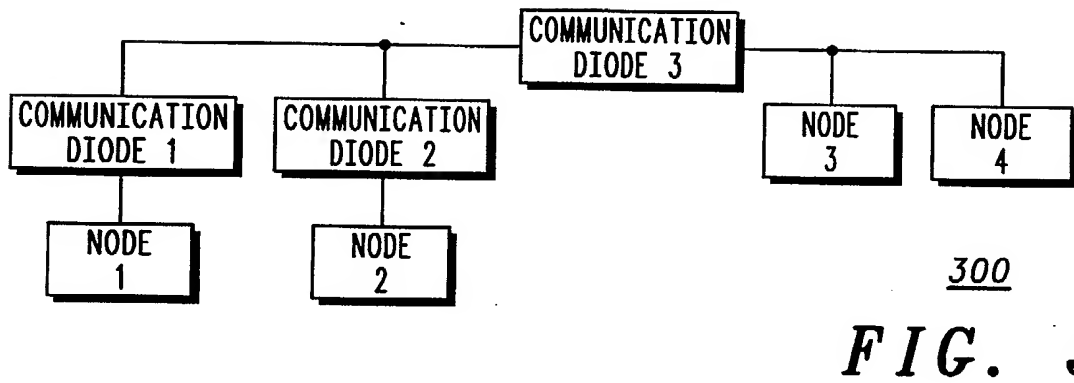 COMMUNICATION
DIODE 3
COMMUNICATION
DIODE 1
COMMUNICATION
DIODE 2
NODE
3
NODE
4
NODE
1
NODE
2
300
FIG.